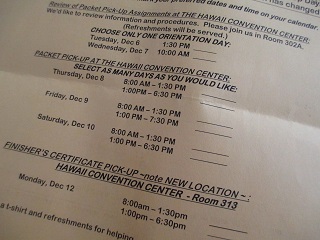 your preferred dates and time on your calendar.
has changed
Review of Packet Pick-Up Assignments at THE HAWAII CONVENTION CENTER:
We'd like to review information and procedures. Please join us in Room 302A.
(Refreshments will be served.)
CHOOSE ONLY ONE ORIENTATION DAY:
Tuesday, Dec 6 1:30 PM
Wednesday, Dec 7 10:00 AM
PACKET PICK-UP AT THE HAWAII CONVENTION CENTER:
SELECT AS MANY DAYS AS YOU WOULD LIKE:
Thursday, Dec 8 8:00 AM – 1:30 PM
1:00PM – 6:30 PM
Friday, Dec 9 8:00 AM – 1:30 PM
1:00 PM – 7:30 PM
Saturday, Dec 10 8:00 AM – 1:30 PM
1:00 PM – 6:30 PM
FINISHER'S CERTIFICATE PICK-UP ~note NEW LOCATION ~ :
HAWAII CONVENTION CENTER - Room 313
Monday, Dec 12 8:00am – 1:30pm
1:00pm – 6:30pm
a t-shirt and refreshments for helping